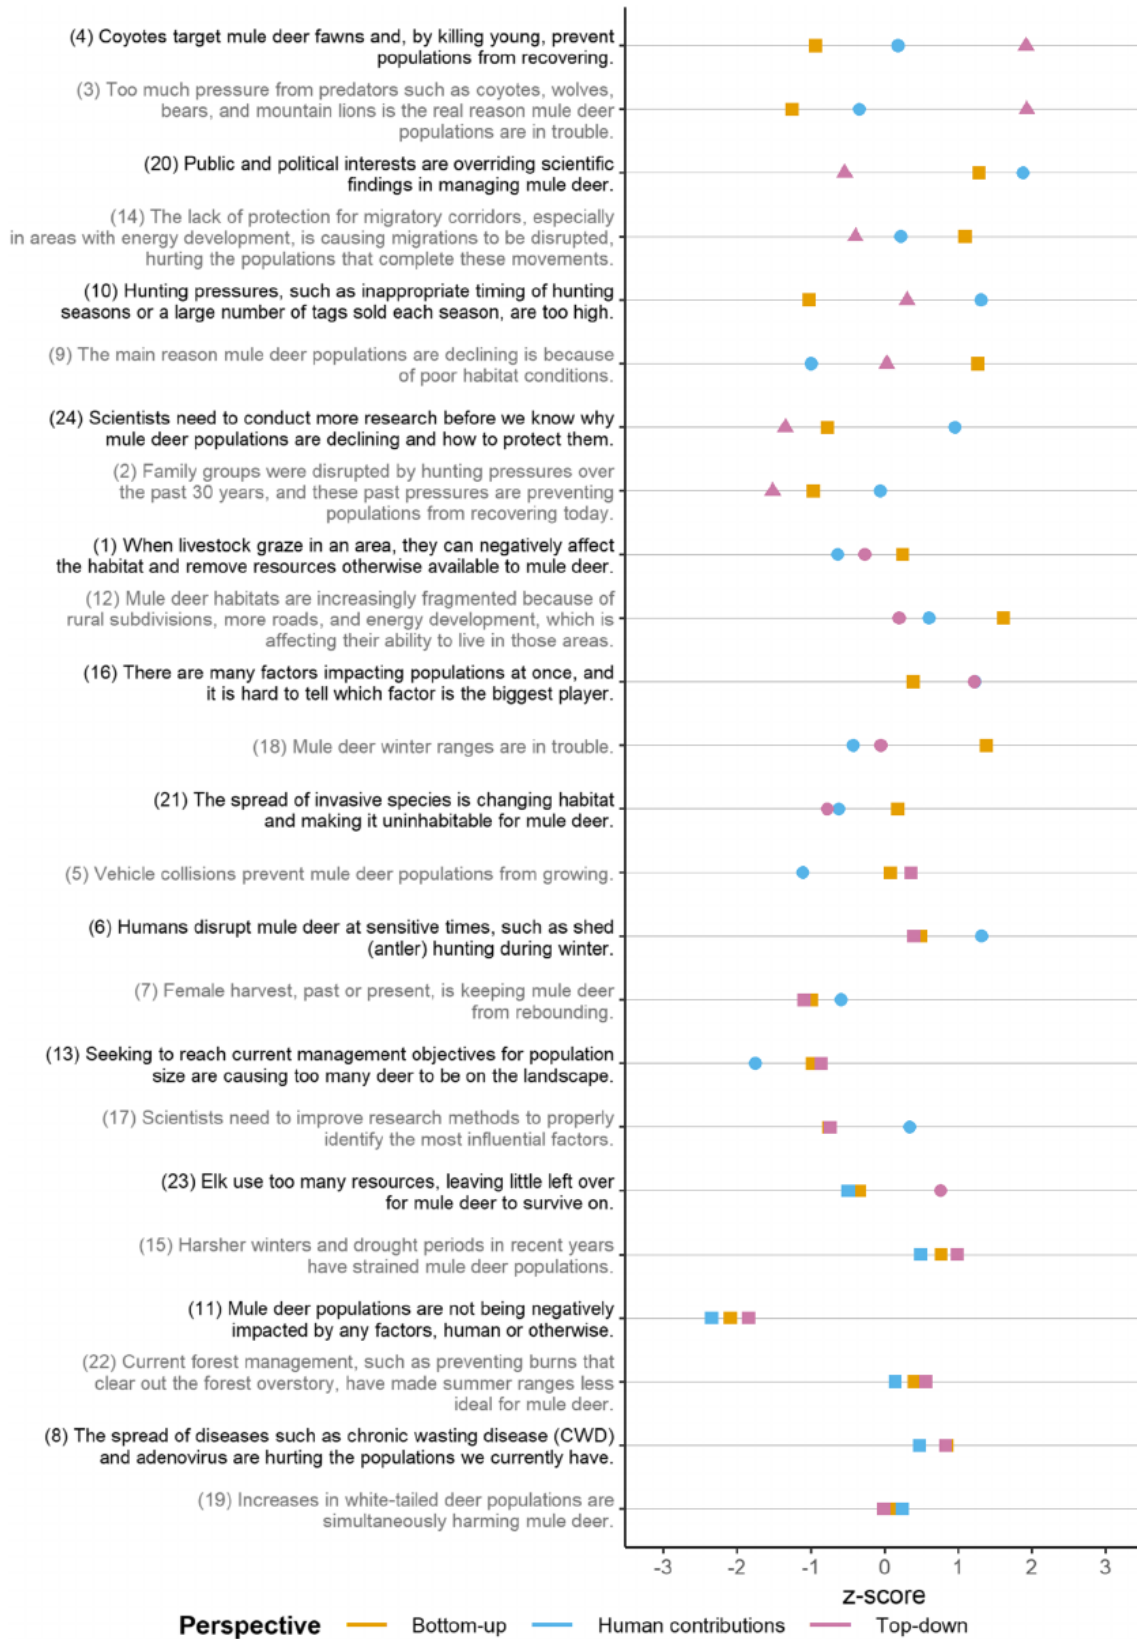 (4) Coyotes target mule deer fawns and, by killing young, prevent
populations from recovering.
(3) Too much pressure from predators such as coyotes, wolves,
bears, and mountain lions is the real reason mule deer
populations are in trouble.
(20) Public and political interests are overriding scientific
findings in managing mule deer.
(14) The lack of protection for migratory corridors, especially
in areas with energy development, is causing migrations to be disrupted,
hurting the populations that complete these movements.
(10) Hunting pressures, such as inappropriate timing of hunting
seasons or a large number of tags sold each season, are too high.
(9) The main reason mule deer populations are declining is because
of poor habitat conditions.
(24) Scientists need to conduct more research before we know why
mule deer populations are declining and how to protect them.
(2) Family groups were disrupted by hunting pressures over
the past 30 years, and these past pressures are preventing
populations from recovering today.
(1) When livestock graze in an area, they can negatively affect
the habitat and remove resources otherwise available to mule deer.
(12) Mule deer habitats are increasingly fragmented because of
rural subdivisions, more roads, and energy development, which is
affecting their ability to live in those areas.
(16) There are many factors impacting populations at once, and
it is hard to tell which factor is the biggest player.
(18) Mule deer winter ranges are in trouble.
(21) The spread of invasive species is changing habitat
and making it uninhabitable for mule deer.
(5) Vehicle collisions prevent mule deer populations from growing.
(6) Humans disrupt mule deer at sensitive times, such as shed
(antler) hunting during winter.
(7) Female harvest, past or present, is keeping mule deer
from rebounding.
(13) Seeking to reach current management objectives for population
size are causing too many deer to be on the landscape.
(17) Scientists need to improve research methods to properly
identify the most influential factors.
(23) Elk use too many resources, leaving little left over
for mule deer to survive on.
(15) Harsher winters and drought periods in recent years
have strained mule deer populations.
(11) Mule deer populations are not being negatively
impacted by any factors, human or otherwise.
(22) Current forest management, such as preventing burns that
clear out the forest overstory, have made summer ranges less
ideal for mule deer.
(8) The spread of diseases such as chronic wasting disease (CWD)
and adenovirus are hurting the populations we currently have.
(19) Increases in white-tailed deer populations are
simultaneously harming mule deer.
-3 -2 -1 0 1 2 3
z-score
Perspective Bottom-up Human contributions Top-down